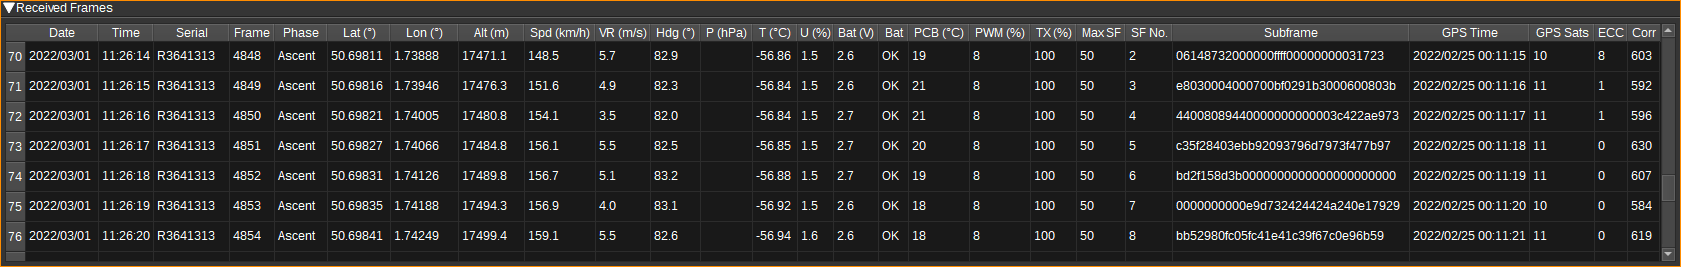 ▼Received Frames
Date Time Serial Frame Phase Lat (°) Lon (°) Alt (m) Spd (km/h) VR (m/s) Hdg (°) P (hPa) T (°C) U (%) Bat (V) Bat PCB (°C) PWM (%) TX (%) Max SF SF No. Subframe GPS Time GPS Sats ECC Corr
70 2022/03/01 11:26:14 R3641313 4848 Ascent 50.69811 1.73888 17471.1 148.5 5.7 82.9 -56.86 1.5 2.6 OK 19 8 100 50 2 06148732000000ffff00000000031723 2022/02/25 00:11:15 10 8 603
71 2022/03/01 11:26:15 R3641313 4849 Ascent 50.69816 1.73946 17476.3 151.6 4.9 82.3 -56.84 1.5 2.6 OK 21 8 100 50 3 e8030004000700bf0291b3000600803b 2022/02/25 00:11:16 11 1 592
72 2022/03/01 11:26:16 R3641313 4850 Ascent 50.69821 1.74005 17480.8 154.1 3.5 82.0 -56.84 1.5 2.7 OK 21 8 100 50 4 44008089440000000000003c422ae973 2022/02/25 00:11:17 11 1 596
73 2022/03/01 11:26:17 R3641313 4851 Ascent 50.69827 1.74066 17484.8 156.1 5.5 82.5 -56.85 1.5 2.7 OK 20 8 100 50 5 c35f28403ebb92093796d7973f477b97 2022/02/25 00:11:18 11 0 630
74 2022/03/01 11:26:18 R3641313 4852 Ascent 50.69831 1.74126 17489.8 156.7 5.1 83.2 -56.88 1.5 2.7 OK 19 8 100 50 6 bd2f158d3b0000000000000000000000 2022/02/25 00:11:19 11 0 607
75 2022/03/01 11:26:19 R3641313 4853 Ascent 50.69835 1.74188 17494.3 156.9 4.0 83.1 -56.92 1.5 2.6 OK 18 8 100 50 7 0000000000e9d732424424a240e17929 2022/02/25 00:11:20 10 0 584
76 2022/03/01 11:26:20 R3641313 4854 Ascent 50.69841 1.74249 17499.4 159.1 5.5 82.6 -56.94 1.6 2.6 OK 18 8 100 50 8 bb52980fc05fc41e41c39f67c0e96b59 2022/02/25 00:11:21 11 0 619